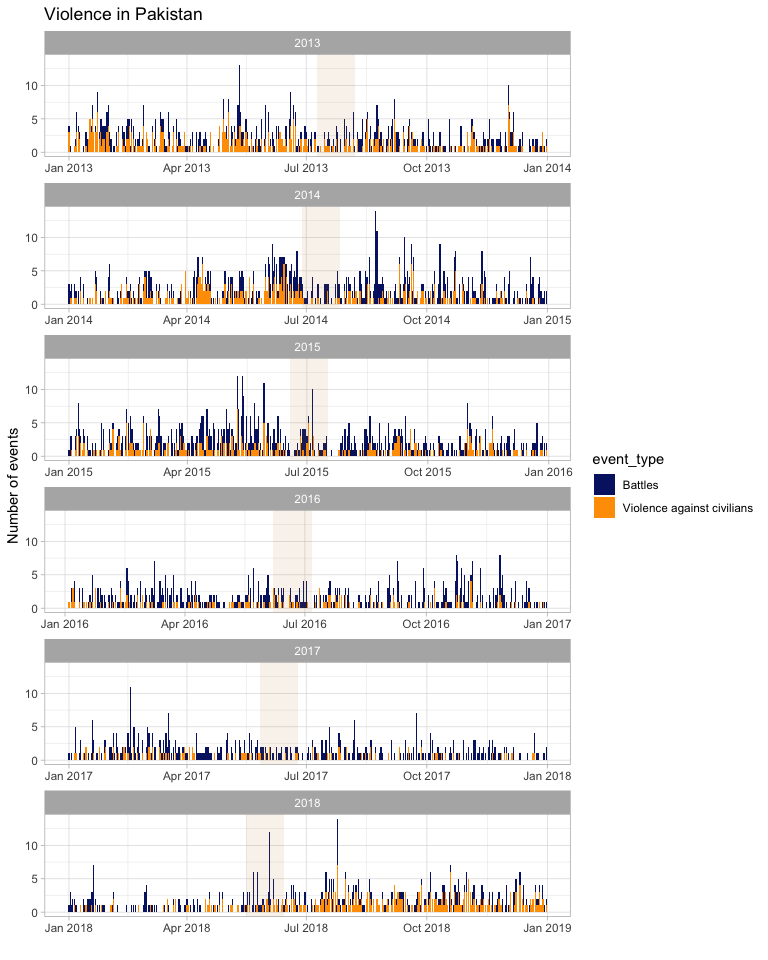 Violence in Pakistan
2013
10
5
0
Jan 2013 Apr 2013 Jul 2013 Oct 2013 Jan 2014
2014
10
5
0
Jan 2014 Apr 2014 Jul 2014 Oct 2014 Jan 2015
2015
10
5
0
Jan 2015 Apr 2015 Jul 2015 Oct 2015 Jan 2016
Number of events
event_type
Battles
Violence against civilians
2016
10
5
0
Jan 2016 Apr 2016 Jul 2016 Oct 2016 Jan 2017
2017
10
5
0
Jan 2017 Apr 2017 Jul 2017 Oct 2017 Jan 2018
2018
10
5
0
Jan 2018 Apr 2018 Jul 2018 Oct 2018 Jan 2019